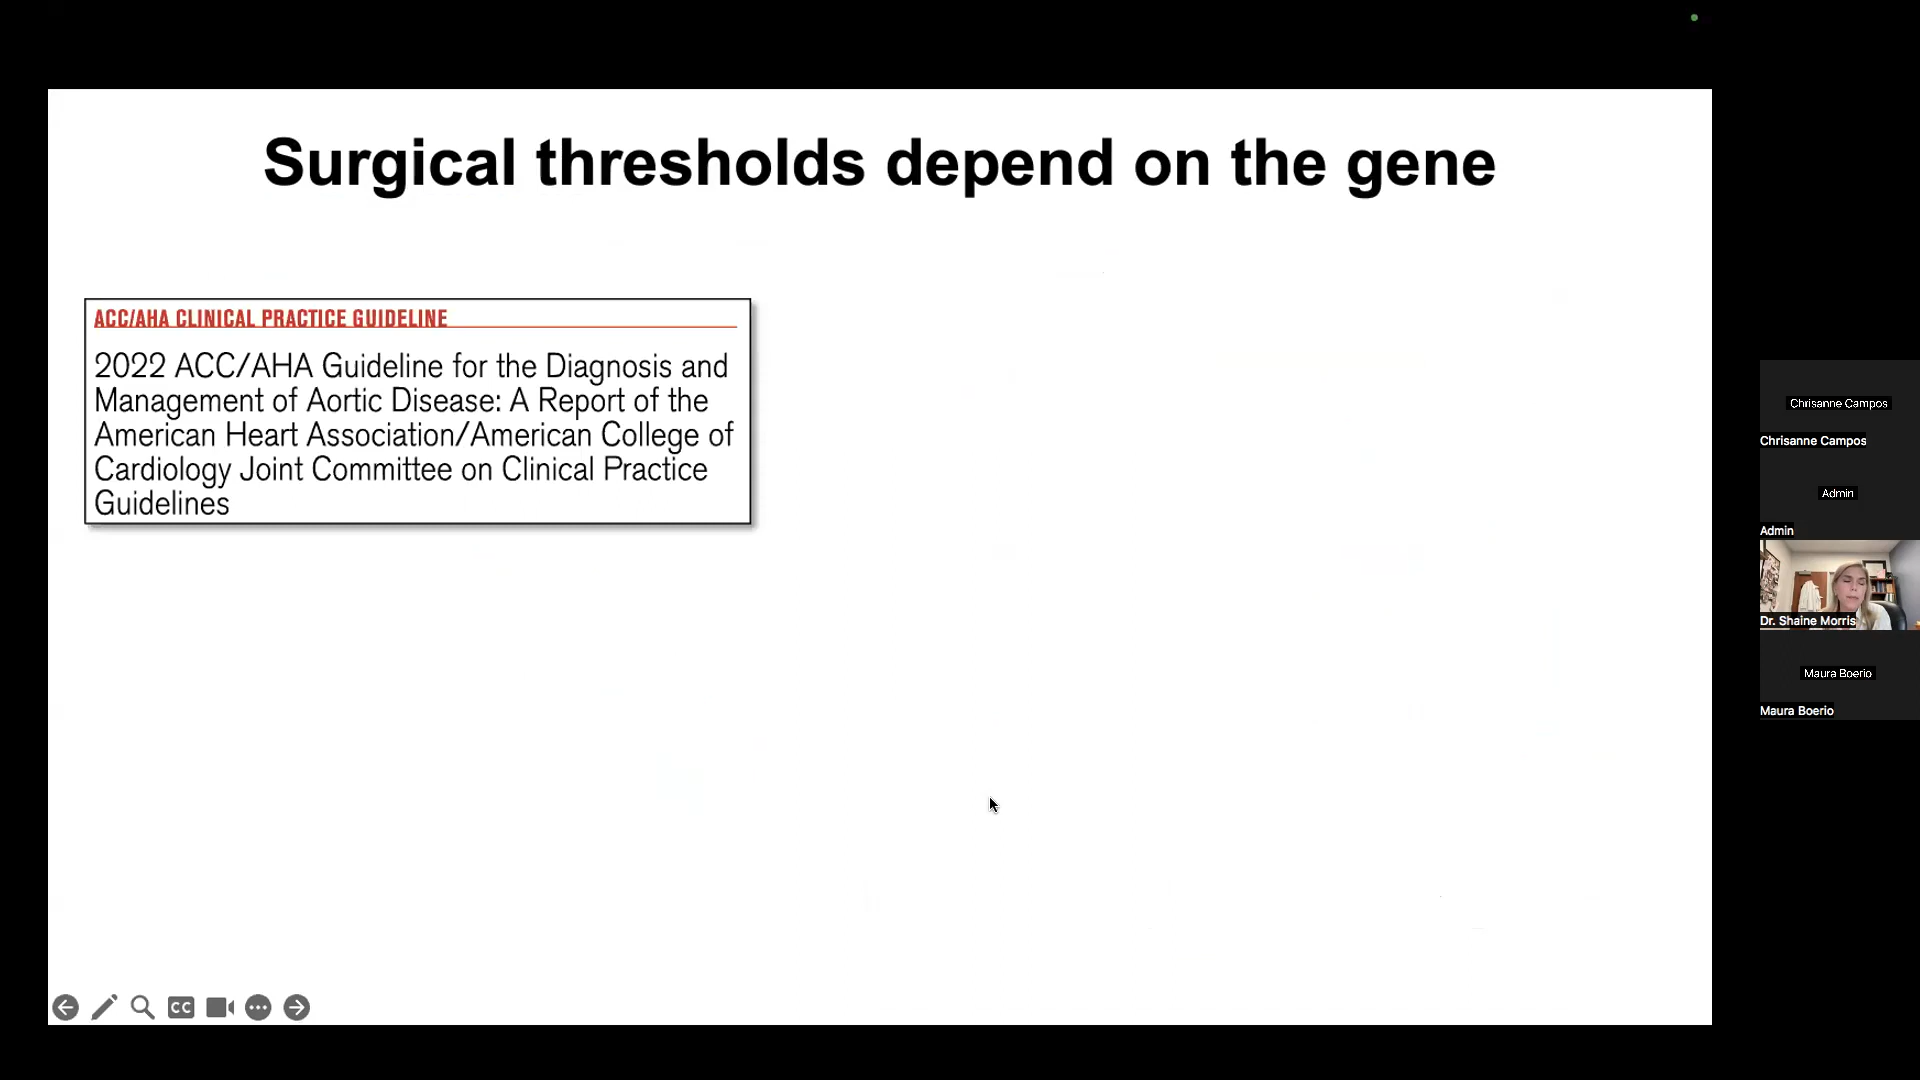 Surgical thresholds depend on the gene
ACC/AHA CLINICAL PRACTICE GUIDELINE
2022 ACC/AHA Guideline for the Diagnosis and
Management of Aortic Disease: A Report of the
American Heart Association/American College of
Cardiology Joint Committee on Clinical Practice
Guidelines
Chrisanne Campos
Chrisanne Campos
Admin
Admin
Dr. Shaine Morris
Maura Boerio
Maura Boerio
CC